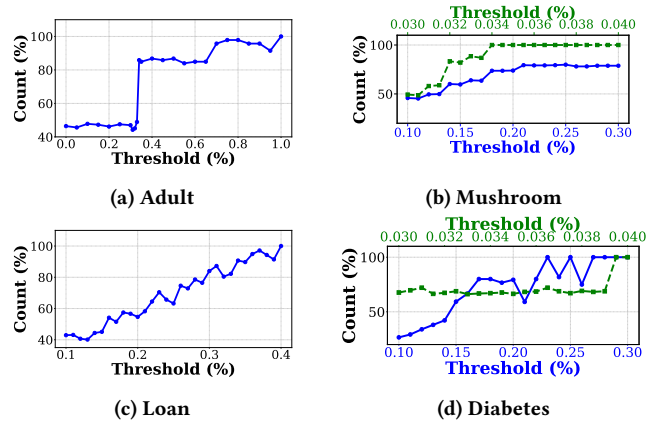 Threshold (%)
0.030 0.032 0.034 0.036 0.038 0.040
Count (%)
100
80
60
40
0.0 0.2 0.4 0.6 0.8 1.0
Threshold (%)
(a) Adult
Count (%)
100
50
0.10 0.15 0.20 0.25 0.30
Threshold (%)
(b) Mushroom
Count (%)
100
80
60
40
0.1 0.2 0.3 0.4
Threshold (%)
(c) Loan
Threshold (%)
0.030 0.032 0.034 0.036 0.038 0.040
Count (%)
100
50
0.10 0.15 0.20 0.25 0.30
Threshold (%)
(d) Diabetes